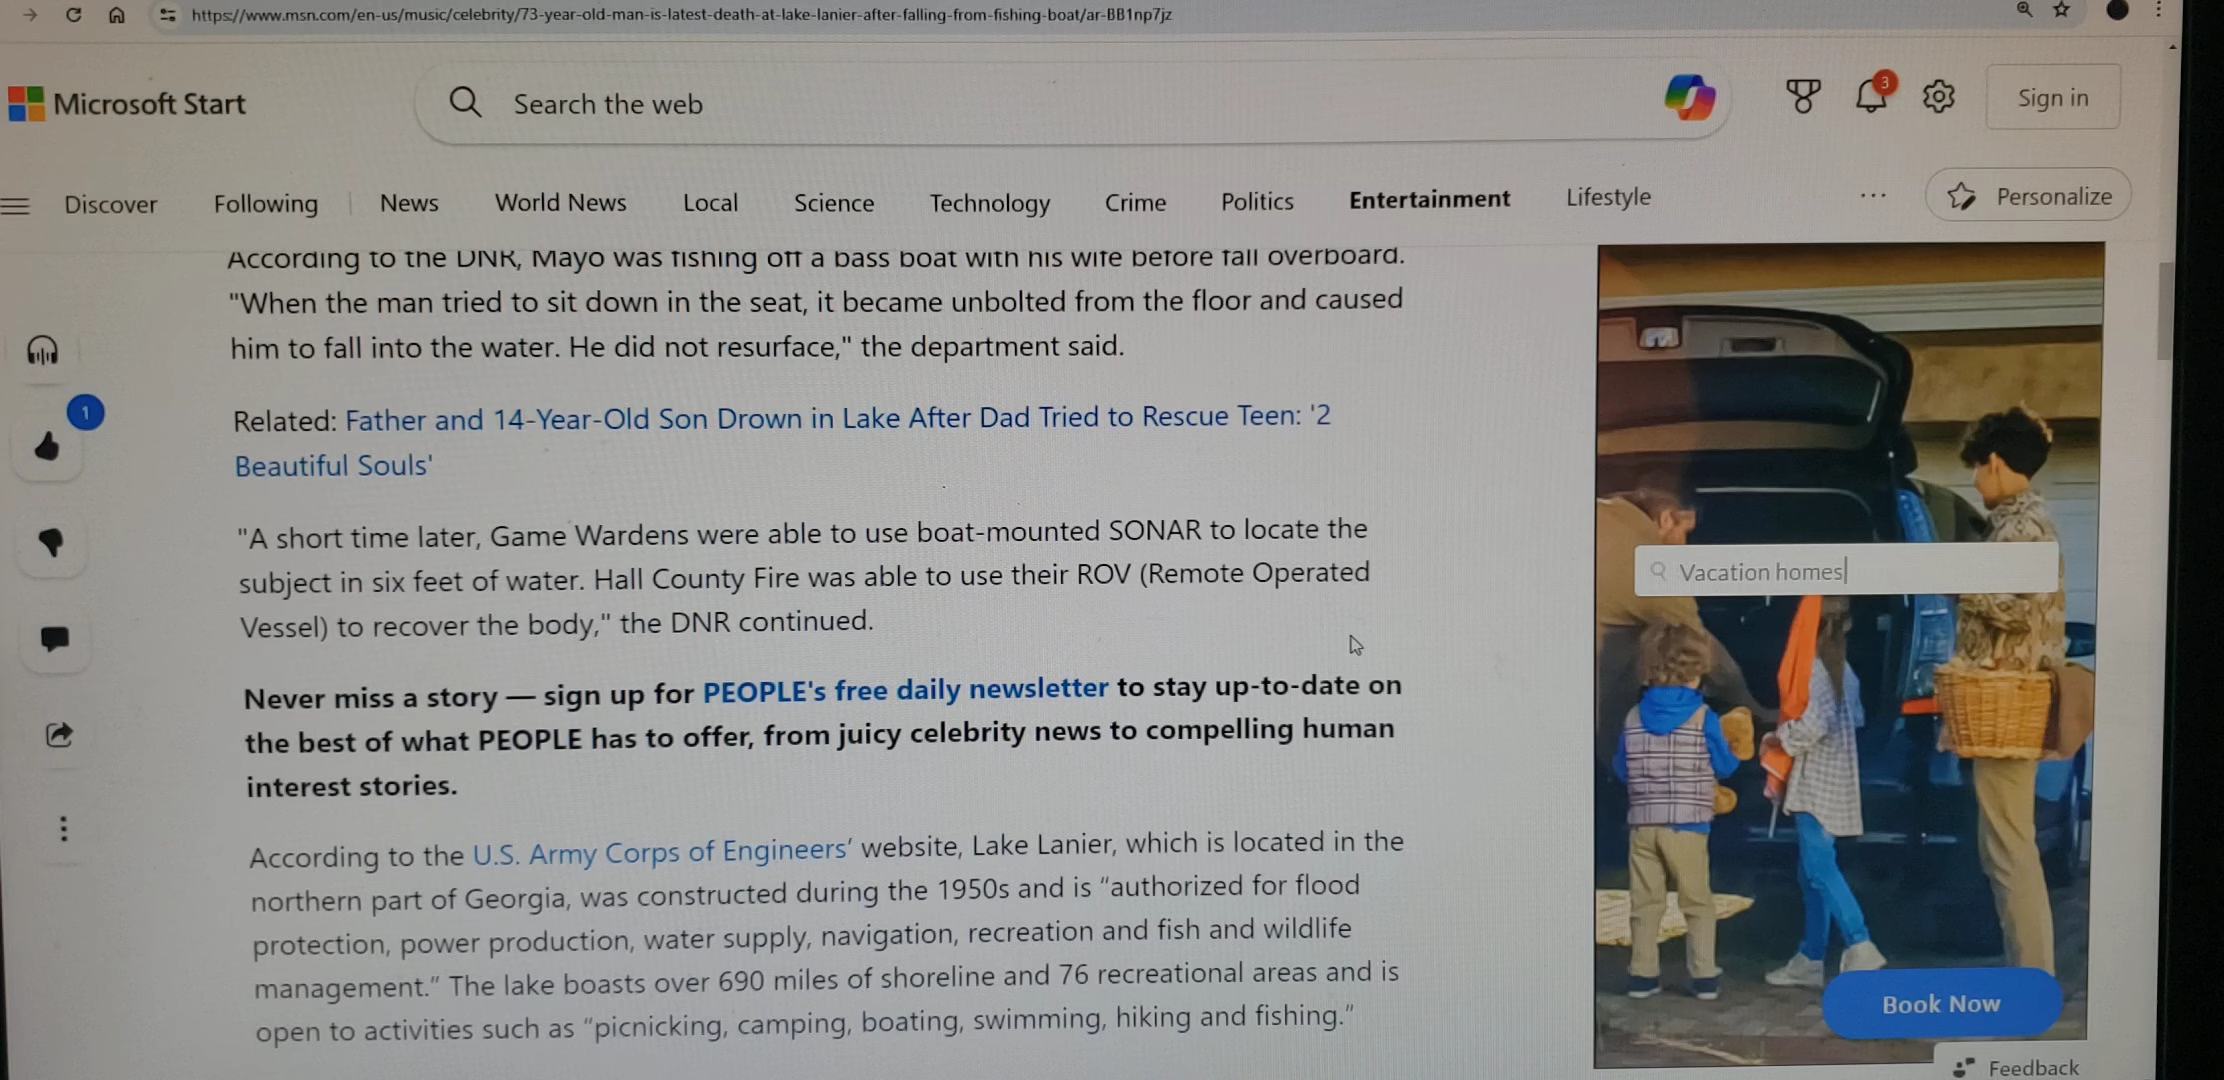 https://www.msn.com/en-us/music/celebrity/73-year-old-man-is-latest-death-at-lake-lanier-after-falling-from-fishing-boat/ar-BB1np7jz
Microsoft Start
Search the web
3
Sign in
Discover Following News World News Local Science Technology Crime Politics Entertainment Lifestyle ... Personalize
According to the DNR, Mayo was fishing off a bass boat with his wife before fall overboard.
"When the man tried to sit down in the seat, it became unbolted from the floor and caused
him to fall into the water. He did not resurface," the department said.
1
Related: Father and 14-Year-Old Son Drown in Lake After Dad Tried to Rescue Teen: '2
Beautiful Souls'
"A short time later, Game Wardens were able to use boat-mounted SONAR to locate the
subject in six feet of water. Hall County Fire was able to use their ROV (Remote Operated
Vessel) to recover the body," the DNR continued.
Never miss a story — sign up for PEOPLE's free daily newsletter to stay up-to-date on
the best of what PEOPLE has to offer, from juicy celebrity news to compelling human
interest stories.
According to the U.S. Army Corps of Engineers' website, Lake Lanier, which is located in the
northern part of Georgia, was constructed during the 1950s and is “authorized for flood
protection, power production, water supply, navigation, recreation and fish and wildlife
management.” The lake boasts over 690 miles of shoreline and 76 recreational areas and is
open to activities such as “picnicking, camping, boating, swimming, hiking and fishing.”
Vacation homes
Book Now
Feedback